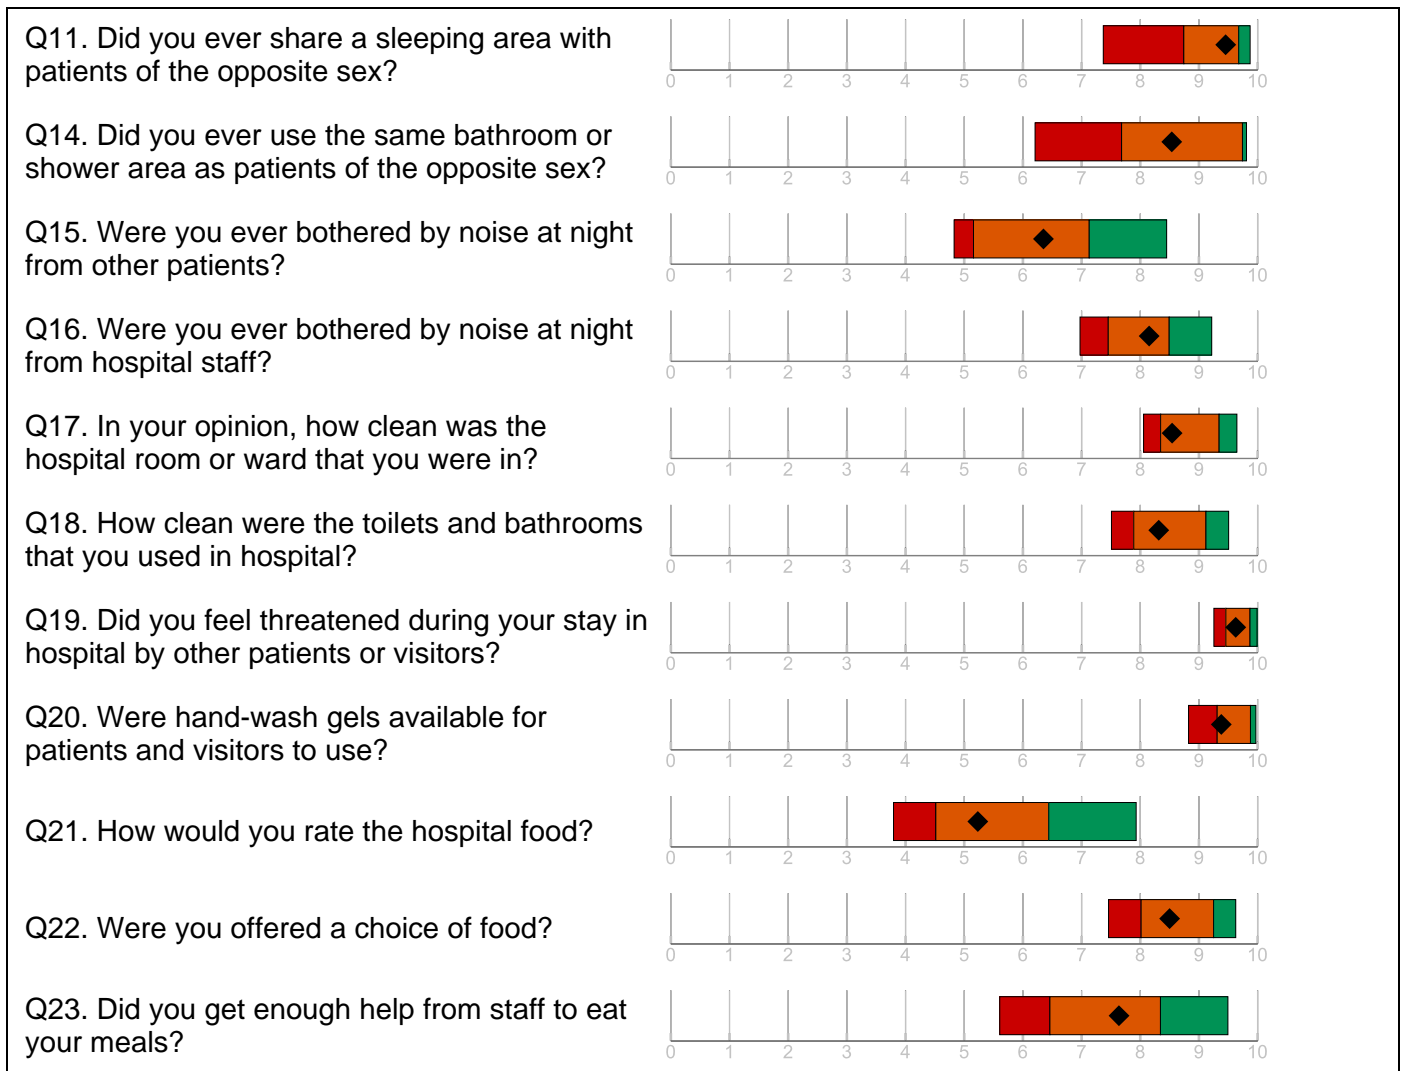 Q11. Did you ever share a sleeping area with
patients of the opposite sex?
0 1 2 3 4 5 6 7 8 9 10
Q14. Did you ever use the same bathroom or
shower area as patients of the opposite sex?
0 1 2 3 4 5 6 7 8 9 10
Q15. Were you ever bothered by noise at night
from other patients?
0 1 2 3 4 5 6 7 8 9 10
Q16. Were you ever bothered by noise at night
from hospital staff?
0 1 2 3 4 5 6 7 8 9 10
Q17. In your opinion, how clean was the
hospital room or ward that you were in?
0 1 2 3 4 5 6 7 8 9 10
Q18. How clean were the toilets and bathrooms
that you used in hospital?
0 1 2 3 4 5 6 7 8 9 10
Q19. Did you feel threatened during your stay in
hospital by other patients or visitors?
0 1 2 3 4 5 6 7 8 9 10
Q20. Were hand-wash gels available for
patients and visitors to use?
0 1 2 3 4 5 6 7 8 9 10
Q21. How would you rate the hospital food?
0 1 2 3 4 5 6 7 8 9 10
Q22. Were you offered a choice of food?
0 1 2 3 4 5 6 7 8 9 10
Q23. Did you get enough help from staff to eat
your meals?
0 1 2 3 4 5 6 7 8 9 10